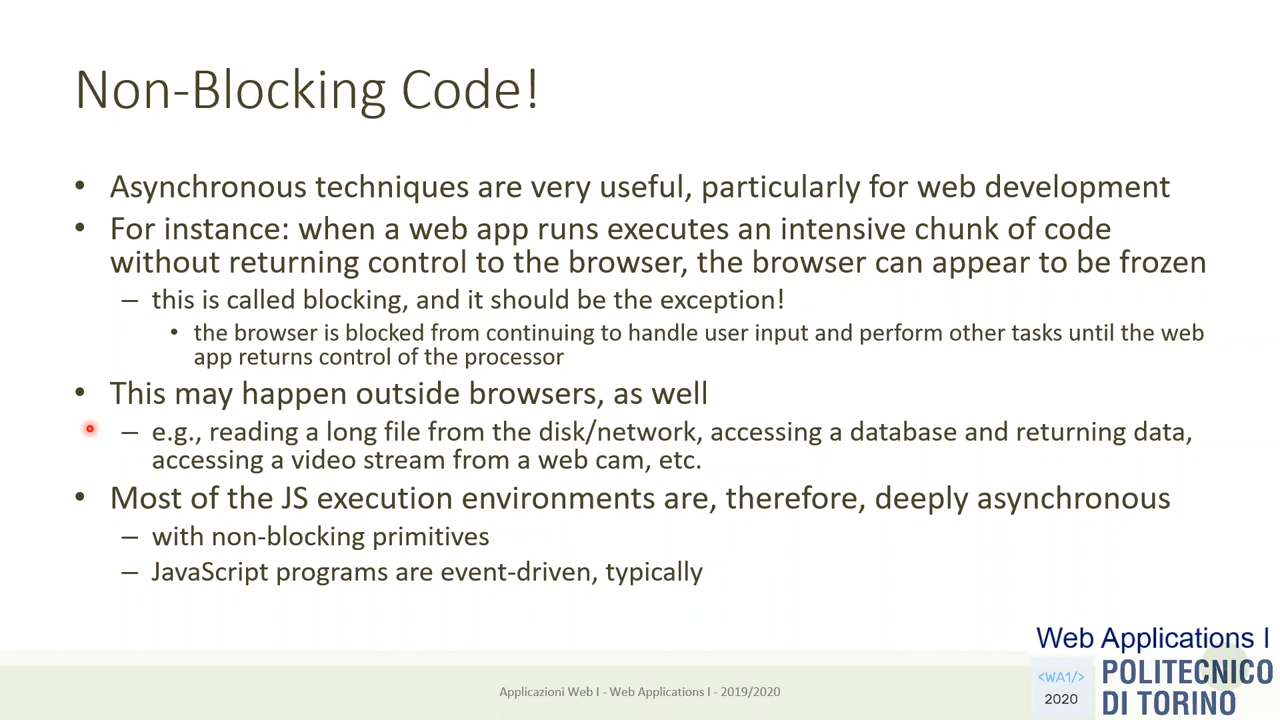 Non-Blocking Code!
• Asynchronous techniques are very useful, particularly for web development
• For instance: when a web app runs executes an intensive chunk of code
without returning control to the browser, the browser can appear to be frozen
– this is called blocking, and it should be the exception!
• the browser is blocked from continuing to handle user input and perform other tasks until the web
app returns control of the processor
• This may happen outside browsers, as well
– e.g., reading a long file from the disk/network, accessing a database and returning data,
accessing a video stream from a web cam, etc.
• Most of the JS execution environments are, therefore, deeply asynchronous
– with non-blocking primitives
– JavaScript programs are event-driven, typically
Applicazioni Web I - Web Applications I - 2019/2020
Web Applications I
<WA1/>
2020
POLITECNICO
DI TORINO